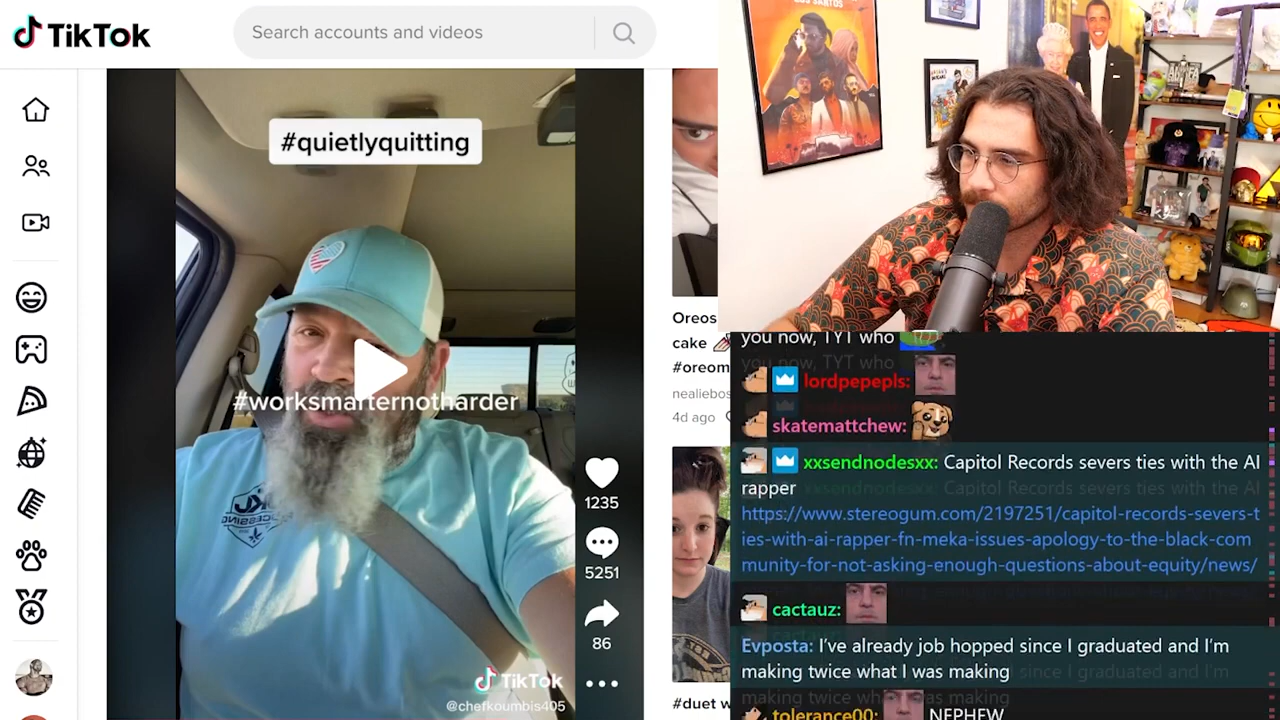 TikTok
Search accounts and videos
#quietlyquitting
#worksmarternotharder
1235
5251
86
TikTok
@chefkoumbis405
Oreos
cake
#oreom
nealiebos
4d ago
#duet w
LOS SANTOS
you now, TYT who
lordpepepls:
skatemattchew:
xxsendnodesxx: Capitol Records severs ties with the AI
rapper
https://www.stereogum.com/2197251/capitol-records-severs-t
ies-with-ai-rapper-fn-meka-issues-apology-to-the-black-com
munity-for-not-asking-enough-questions-about-equity/news/
cactauz:
Evposta: I've already job hopped since I graduated and I'm
making twice what I was making
tolerance00: NEPHEW